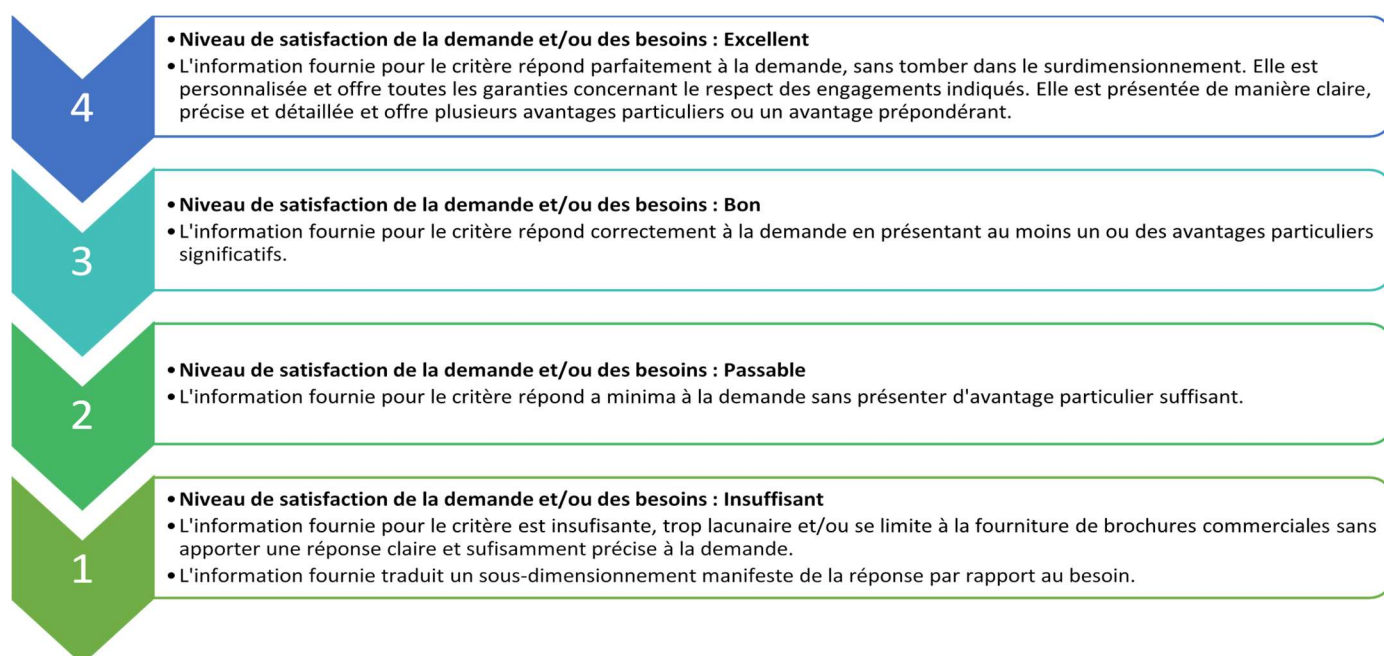 4
• Niveau de satisfaction de la demande et/ou des besoins : Excellent
• L'information fournie pour le critère répond parfaitement à la demande, sans tomber dans le surdimensionnement. Elle est
personnalisée et offre toutes les garanties concernant le respect des engagements indiqués. Elle est présentée de manière claire,
précise et détaillée et offre plusieurs avantages particuliers ou un avantage prépondérant.
3
• Niveau de satisfaction de la demande et/ou des besoins : Bon
• L'information fournie pour le critère répond correctement à la demande en présentant au moins un ou des avantages particuliers
significatifs.
2
• Niveau de satisfaction de la demande et/ou des besoins : Passable
• L'information fournie pour le critère répond a minima à la demande sans présenter d'avantage particulier suffisant.
1
• Niveau de satisfaction de la demande et/ou des besoins : Insuffisant
• L'information fournie pour le critère est insufisante, trop lacunaire et/ou se limite à la fourniture de brochures commerciales sans
apporter une réponse claire et sufisamment précise à la demande.
• L'information fournie traduit un sous-dimensionnement manifeste de la réponse par rapport au besoin.